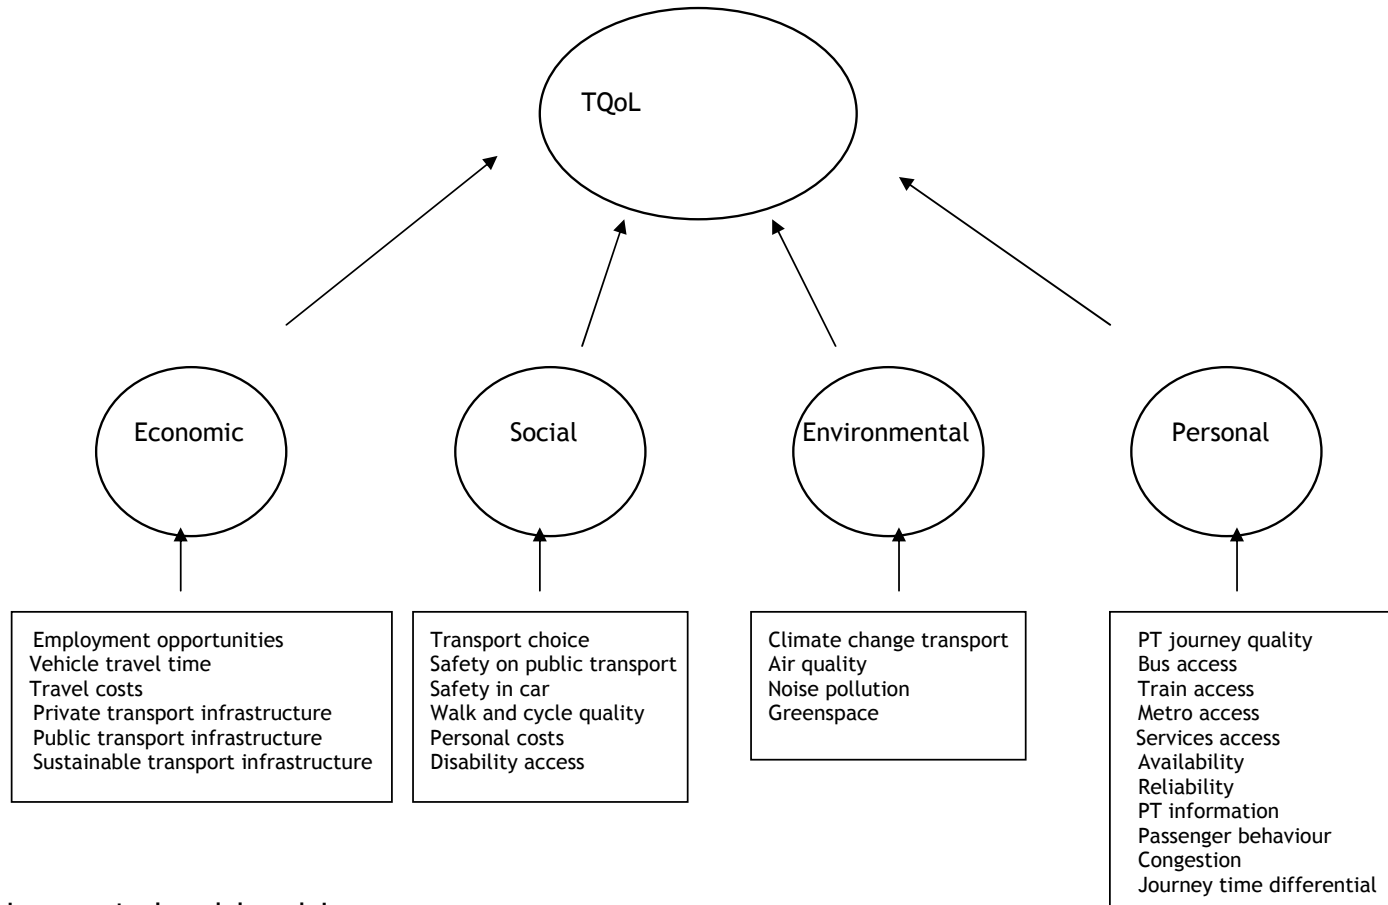 TQoL
Economic
Social
Environmental
Personal
Employment opportunities
Vehicle travel time
Travel costs
Private transport infrastructure
Public transport infrastructure
Sustainable transport infrastructure
Transport choice
Safety on public transport
Safety in car
Walk and cycle quality
Personal costs
Disability access
Climate change transport
Air quality
Noise pollution
Greenspace
PT journey quality
Bus access
Train access
Metro access
Services access
Availability
Reliability
PT information
Passenger behaviour
Congestion
Journey time differential